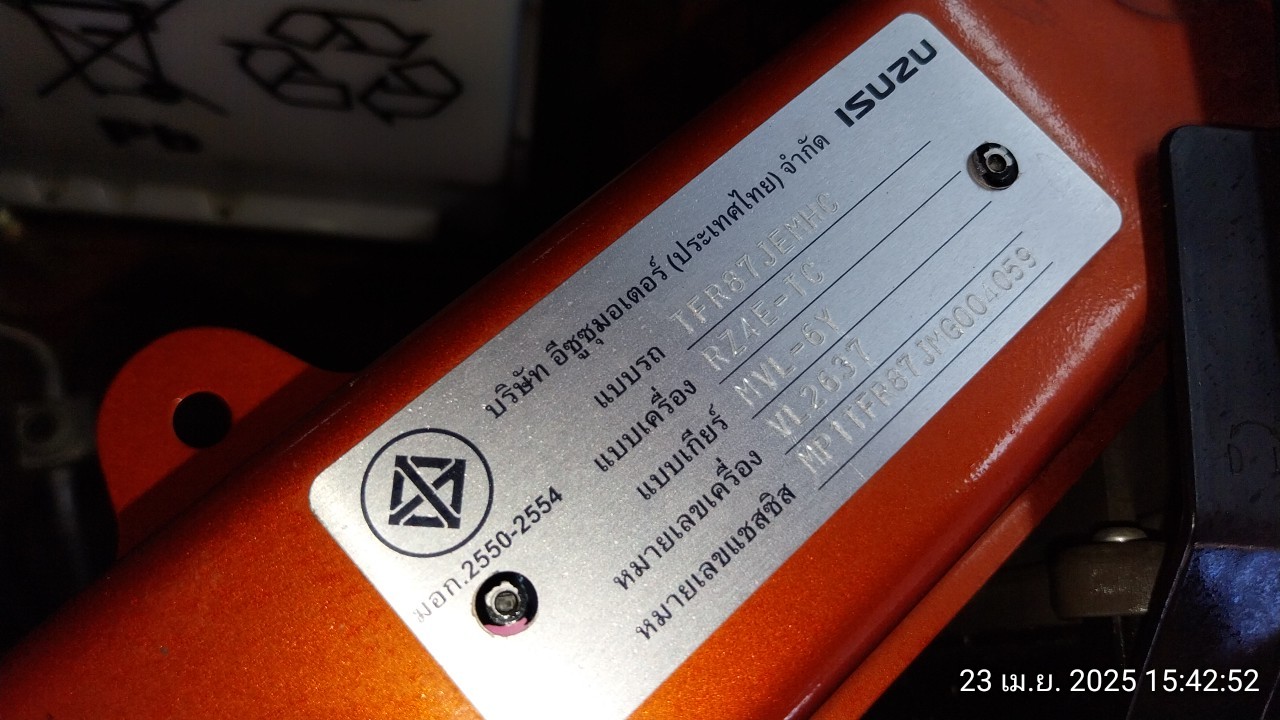 Pb
ISUZU
บริษัท อีซูซุมอเตอร์ (ประเทศไทย) จำกัด
แบบรถ TFR87JEMHC
แบบเครื่อง RZ4E=TC
แบบเกียร์ MVL=6Y
หมายเลขเครื่อง VL2637
หมายเลขแชสซิส MP1TFR87JMG004059
มอก.2550-2554
23 เม.ย. 2025 15:42:52